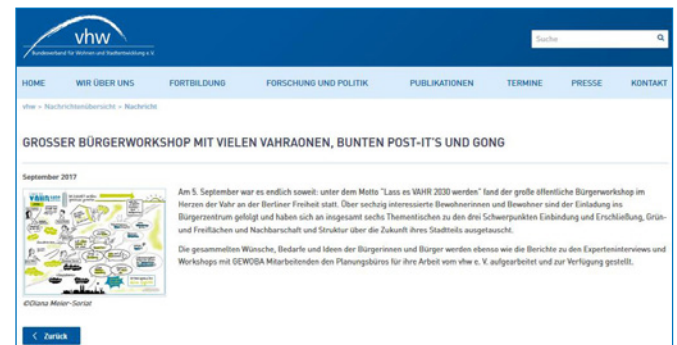 vhw
Bundesverband für Wohnen und Stadtentwicklung e.V.
Suche
HOME WIR ÜBER UNS FORTBILDUNG FORSCHUNG UND POLITIK PUBLIKATIONEN TERMINE PRESSE KONTAKT
vhw > Nachrichtenübersicht > Nachricht
GROSSER BÜRGERWORKSHOP MIT VIELEN VAHRAONEN, BUNTEN POST-IT'S UND GONG
September 2017
Am 5. September war es endlich soweit: unter dem Motto "Lass es VAHR 2030 werden" fand der große öffentliche Bürgerworkshop im
Herzen der Vahr an der Berliner Freiheit statt. Über sechzig interessierte Bewohnerinnen und Bewohner sind der Einladung ins
Bürgerzentrum gefolgt und haben sich an insgesamt sechs Thementischen zu den drei Schwerpunkten Einbindung und Erschließung, Grün-
und Freiflächen und Nachbarschaft und Struktur über die Zukunft ihres Stadtteils ausgetauscht.
Die gesammelten Wünsche, Bedarfe und Ideen der Bürgerinnen und Bürger werden ebenso wie die Berichte zu den Experteninterviews und
Workshops mit GEWOBA Mitarbeitenden den Planungsbüros für ihre Arbeit vom vhw e. V. aufgearbeitet und zur Verfügung gestellt.
©Diana Meier-Soriat
< Zurück